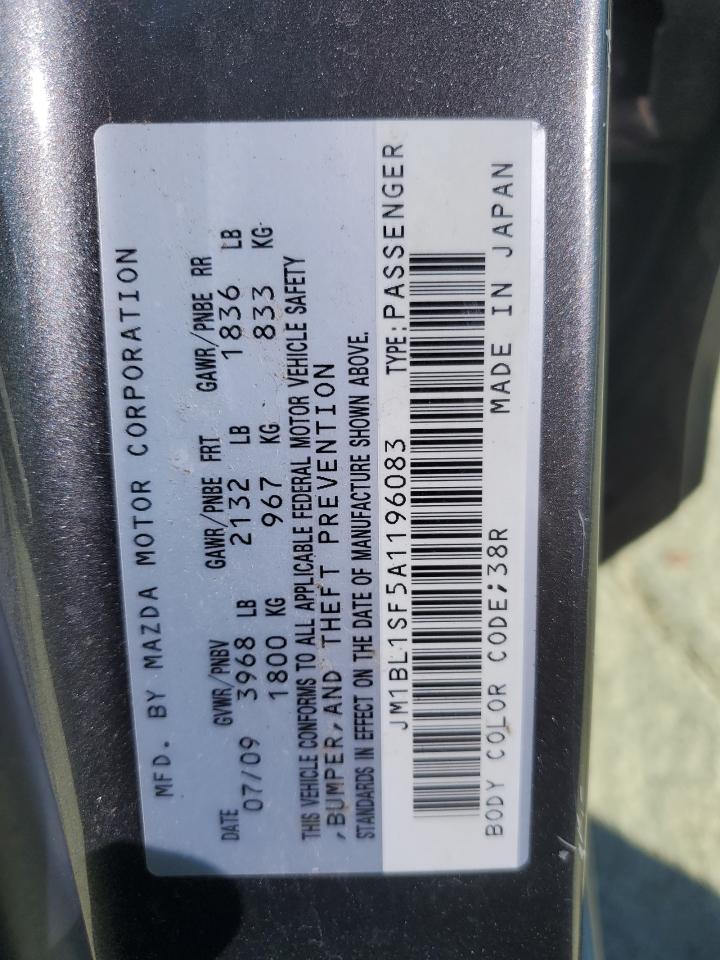 MFD. BY MAZDA MOTOR CORPORATION
DATE GVWR/PNBV GAWR/PNBE FRT GAWR/PNBE RR
07/09 3968 LB 2132 LB 1836 LB
1800 KG 967 KG 833 KG
THIS VEHICLE CONFORMS TO ALL APPLICABLE FEDERAL MOTOR VEHICLE SAFETY
,BUMPER,AND THEFT PREVENTION
STANDARDS IN EFFECT ON THE DATE OF MANUFACTURE SHOWN ABOVE.
JM1BL1SF5A1196083 TYPE:PASSENGER
BODY COLOR CODE;38R MADE IN JAPAN